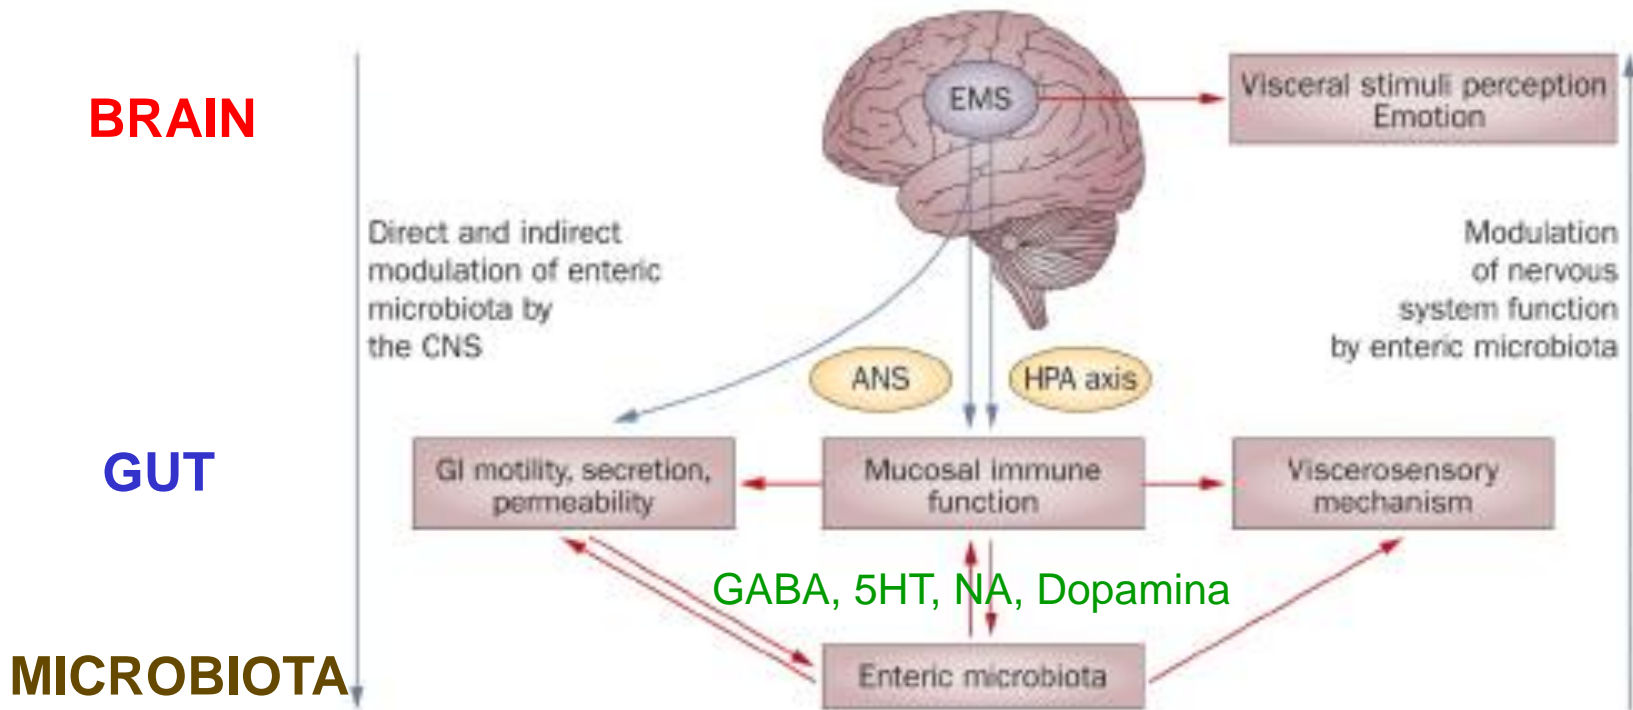 BRAIN
EMS
Visceral stimuli perception
Emotion
Direct and indirect
modulation of enteric
microbiota by
the CNS
Modulation
of nervous
system function
by enteric microbiota
ANS
HPA axis
GUT
GI motility, secretion,
permeability
Mucosal immune
function
Viscerosensory
mechanism
GABA, 5HT, NA, Dopamina
MICROBIOTA
Enteric microbiota